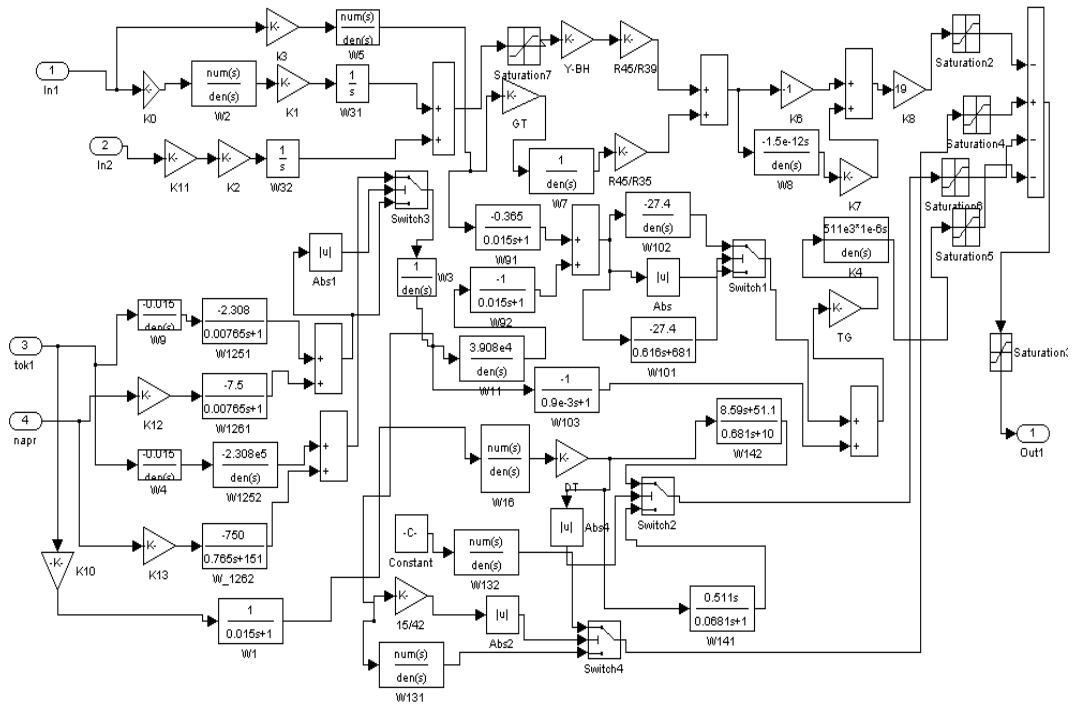 num(s)
den(s)
K-
k3
W5
1
In1
K-
K0
num(s)
den(s)
W2
K-
K1
1
s
W31
2
In2
K-
K11
K-
K2
1
s
W32
+
+
Saturation7
K-
Y-BH
K-
R45/R39
K-
GT
1
den(s)
W7
K-
R45/R35
+
+
-1
K6
-1.5e-12s
den(s)
W8
K-
K7
+
+
19
K8
Saturation2
Saturation4
Saturation6
Saturation5
−
+
−
−
Switch3
|u|
Abs1
1
den(s)
W3
-0.365
0.015s+1
W91
-1
0.015s+1
W92
3.908e4
den(s)
W11
+
+
-27.4
den(s)
W102
|u|
Abs
-27.4
0.616s+681
W101
Switch1
511e3*1e-6s
den(s)
K4
K-
TG
Saturation3
1
Out1
-1
0.9e-3s+1
W103
+
+
3
tok1
4
napr
-0.015
den(s)
W9
-2.308
0.00765s+1
W1251
K-
K12
-7.5
0.00765s+1
W1261
+
+
-0.015
den(s)
W4
-2.308e5
den(s)
W1252
K-
K13
-750
0.765s+151
W_1262
+
+
-K-
K10
1
0.015s+1
W1
num(s)
den(s)
W16
K-
DT
8.59s+51.1
0.681s+10
W142
|u|
Abs4
Switch2
-C-
Constant
num(s)
den(s)
W132
K-
15/42
|u|
Abs2
num(s)
den(s)
W131
Switch4
0.511s
0.0681s+1
W141